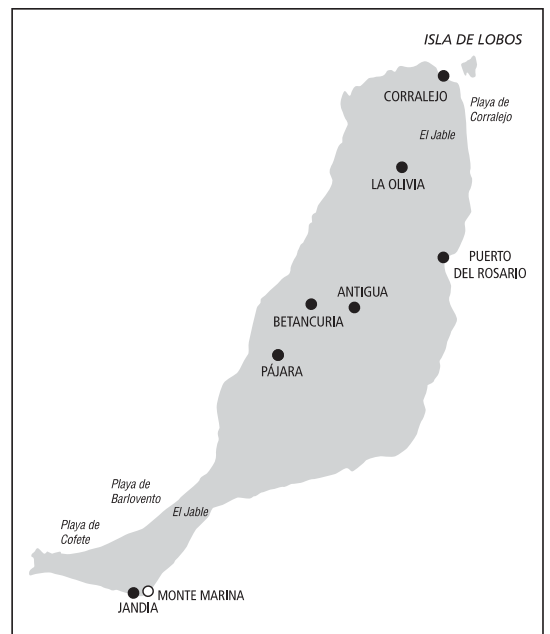 ISLA DE LOBOS
CORRALEJO
Playa de
Corralejo
El Jable
LA OLIVIA
PUERTO
DEL ROSARIO
ANTIGUA
BETANCURIA
PÁJARA
Playa de
Barlovento
El Jable
Playa de
Cofete
MONTE MARINA
JANDIA